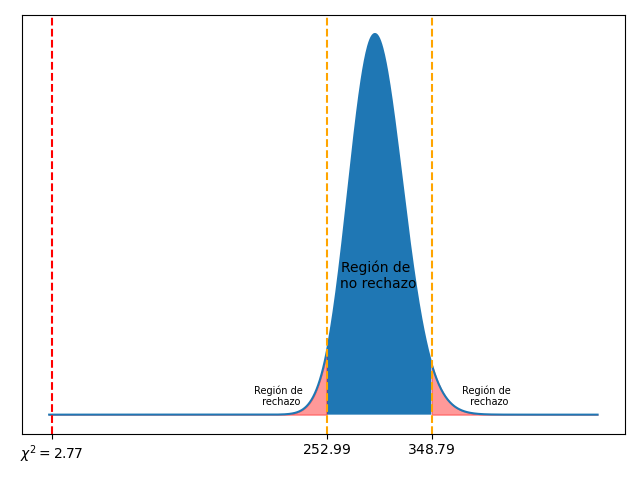 Región de
no rechazo
Región de
rechazo
Región de
rechazo
χ² = 2.77
252.99
348.79